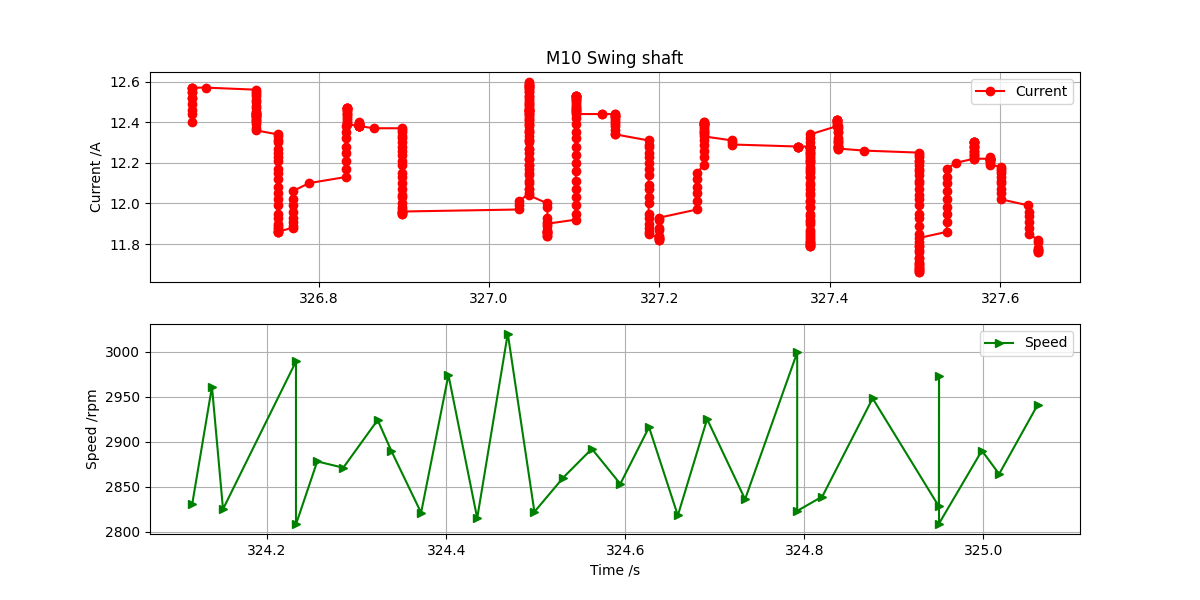 M10 Swing shaft
12.6
12.4
12.2
12.0
11.8
Current /A
Current
326.8 327.0 327.2 327.4 327.6
3000
2950
2900
2850
2800
Speed /rpm
Speed
324.2 324.4 324.6 324.8 325.0
Time /s